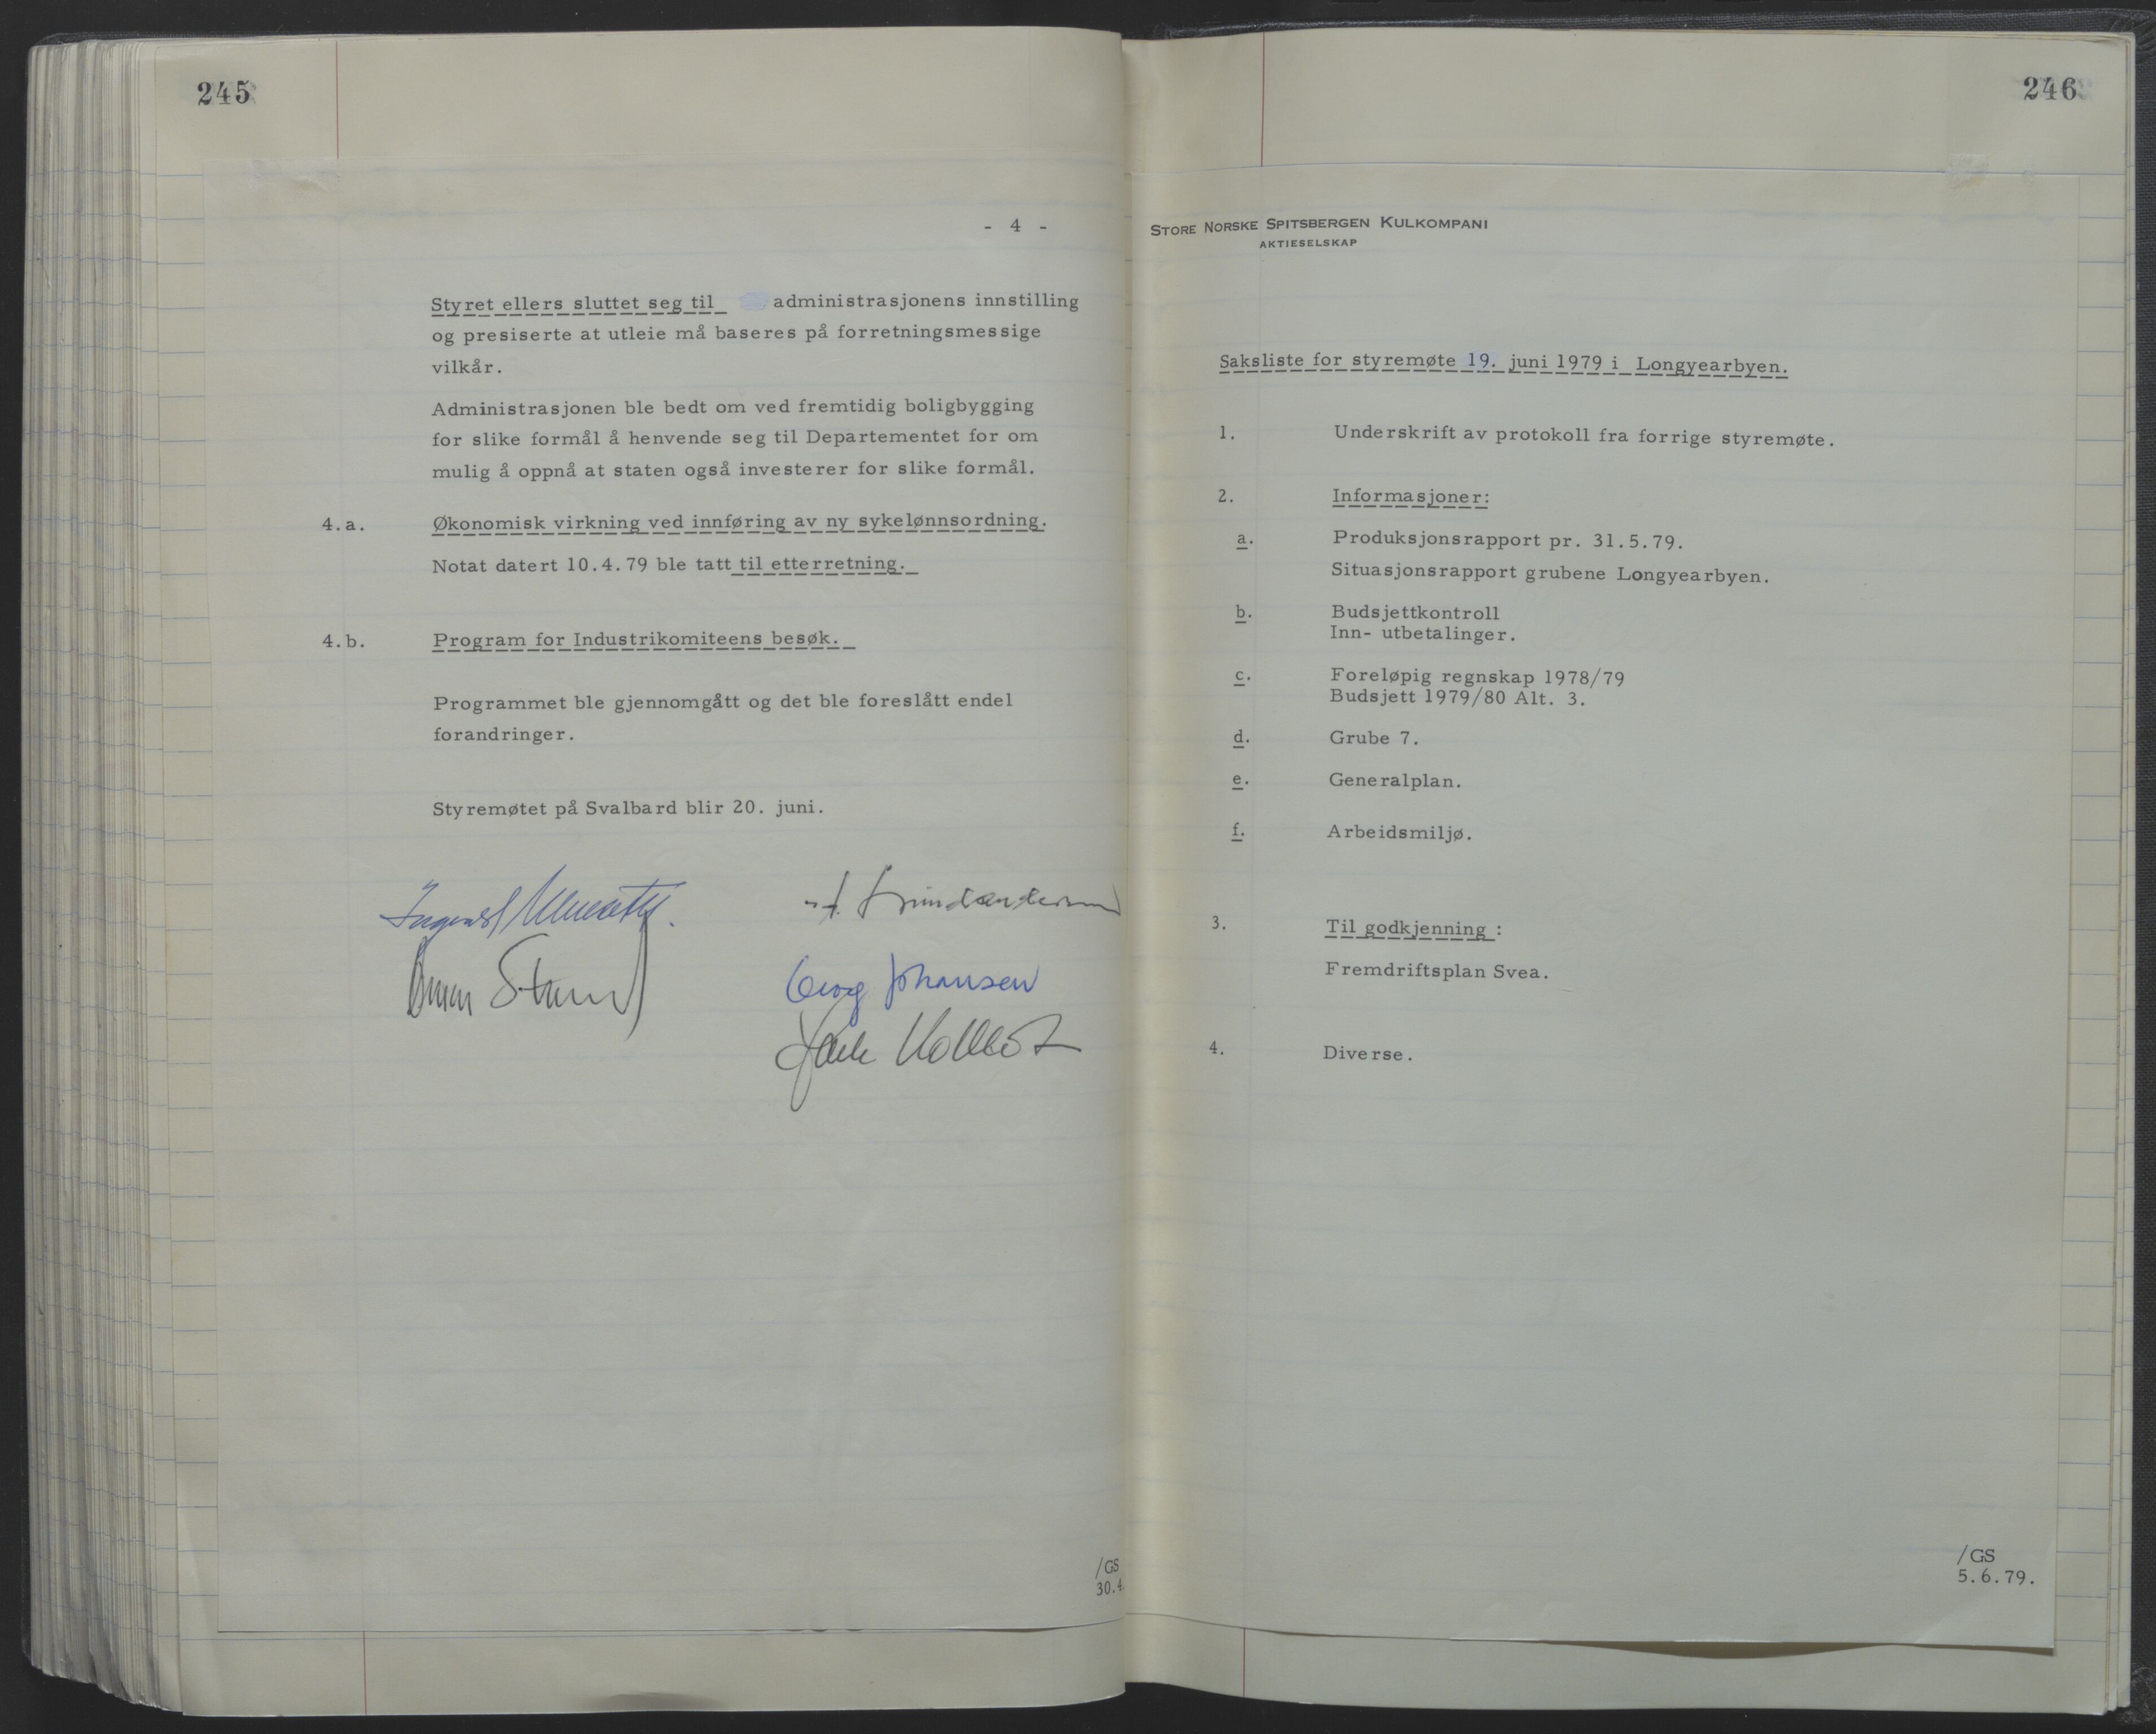 245
- 4 -
Styret ellers sluttet seg til administrasjonens innstilling
og presiserte at utleie må baseres på forretningsmessige
vilkår.
Administrasjonen ble bedt om ved fremtidig boligbygging
for slike formål å henvende seg til Departementet for om
mulig å oppnå at staten også investerer for slike formål.
4.a. Økonomisk virkning ved innføring av ny sykelønnsordning.
Notat datert 10.4.79 ble tatt til etterretning.
4.b. Program for Industrikomiteens besøk.
Programmet ble gjennomgått og det ble foreslått endel
forandringer.
Styremøtet på Svalbard blir 20. juni.
Georg Johansen
/GS
30.4.
246
STORE NORSKE SPITSBERGEN KULKOMPANI
AKTIESELSKAP
Saksliste for styremøte 19. juni 1979 i Longyearbyen.
1. Underskrift av protokoll fra forrige styremøte.
2. Informasjoner:
a. Produksjonsrapport pr. 31.5.79.
Situasjonsrapport grubene Longyearbyen.
b. Budsjettkontroll
Inn- utbetalinger.
c. Foreløpig regnskap 1978/79
Budsjett 1979/80 Alt. 3.
d. Grube 7.
e. Generalplan.
f. Arbeidsmiljø.
3. Til godkjenning :
Fremdriftsplan Svea.
4. Diverse.
/GS
5.6.79.